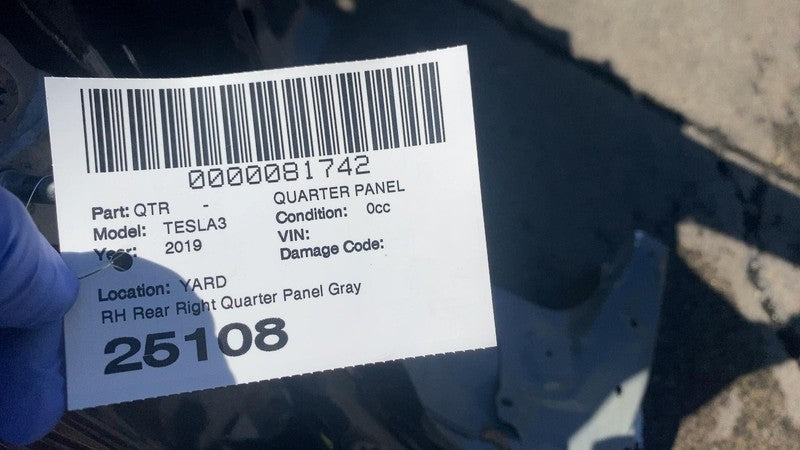 0000081742
Part: QTR - QUARTER PANEL
Model: TESLA3 Condition: 0cc
Year: 2019 VIN:
Damage Code:
Location: YARD
RH Rear Right Quarter Panel Gray
25108